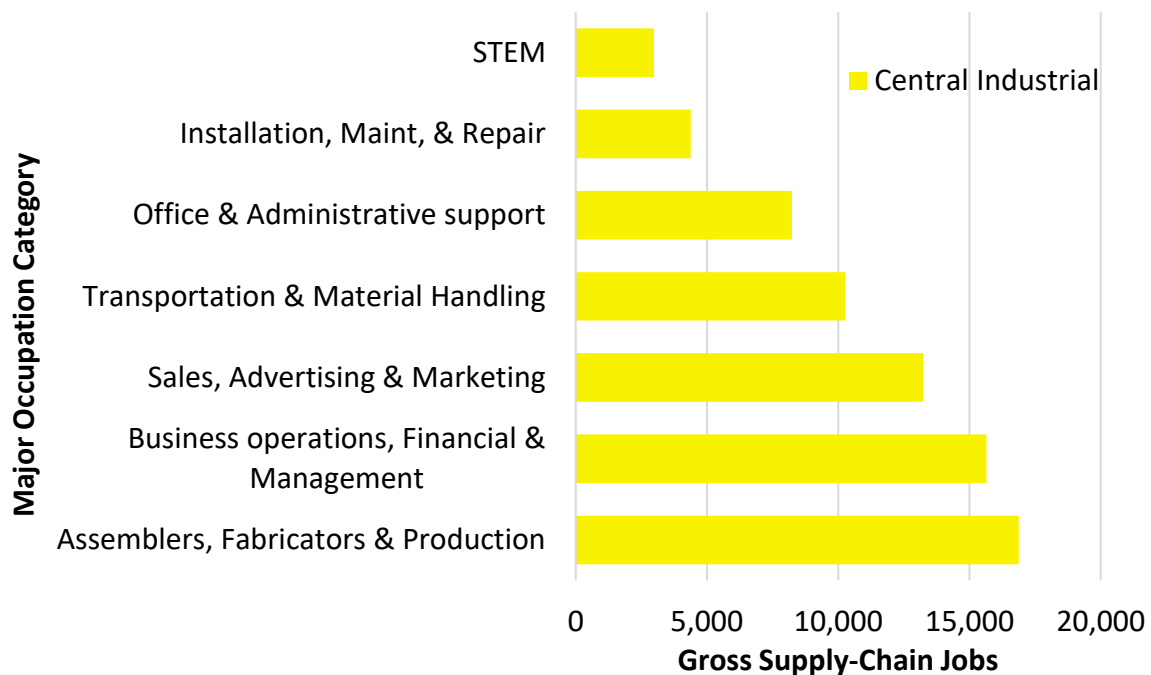 STEM
Central Industrial
Installation, Maint, & Repair
Office & Administrative support
Transportation & Material Handling
Sales, Advertising & Marketing
Business operations, Financial &
Management
Assemblers, Fabricators & Production
Major Occupation Category
0 5,000 10,000 15,000 20,000
Gross Supply-Chain Jobs